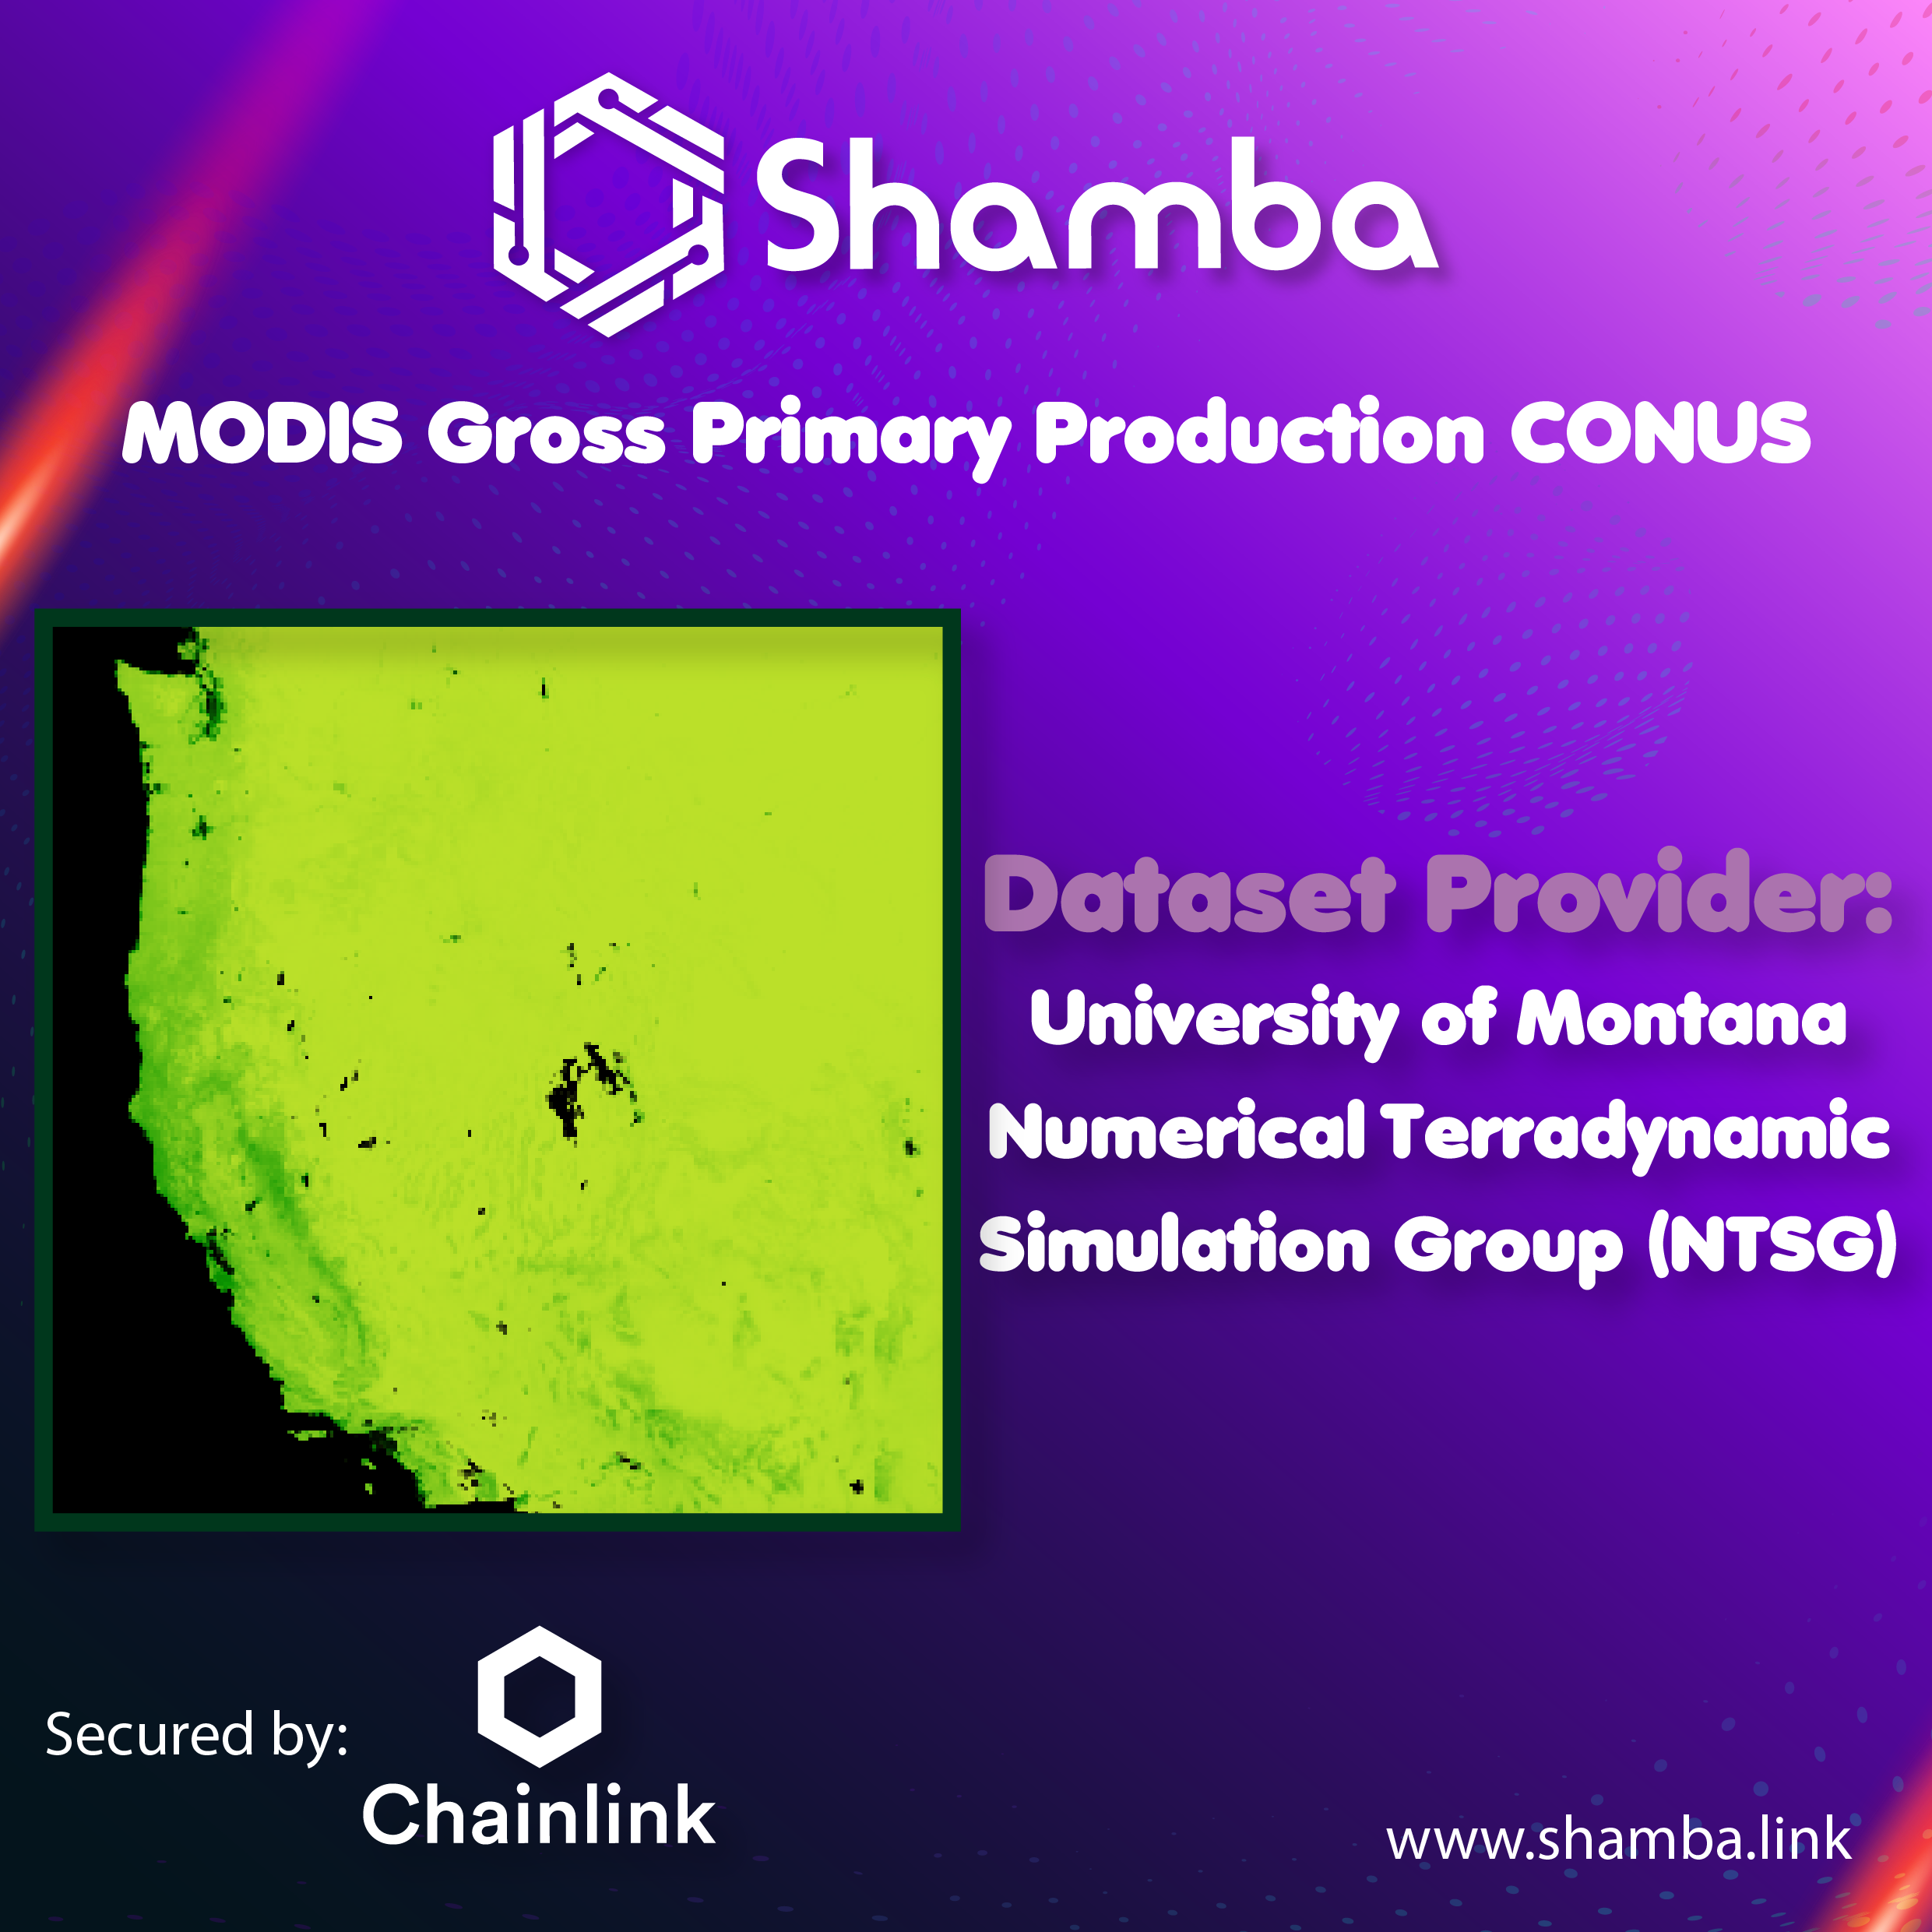 Shamba
MODIS Gross Primary Production CONUS
Dataset Provider:
University of Montana
Numerical Terradynamic
Simulation Group (NTSG)
Secured by:
Chainlink
www.shamba.link